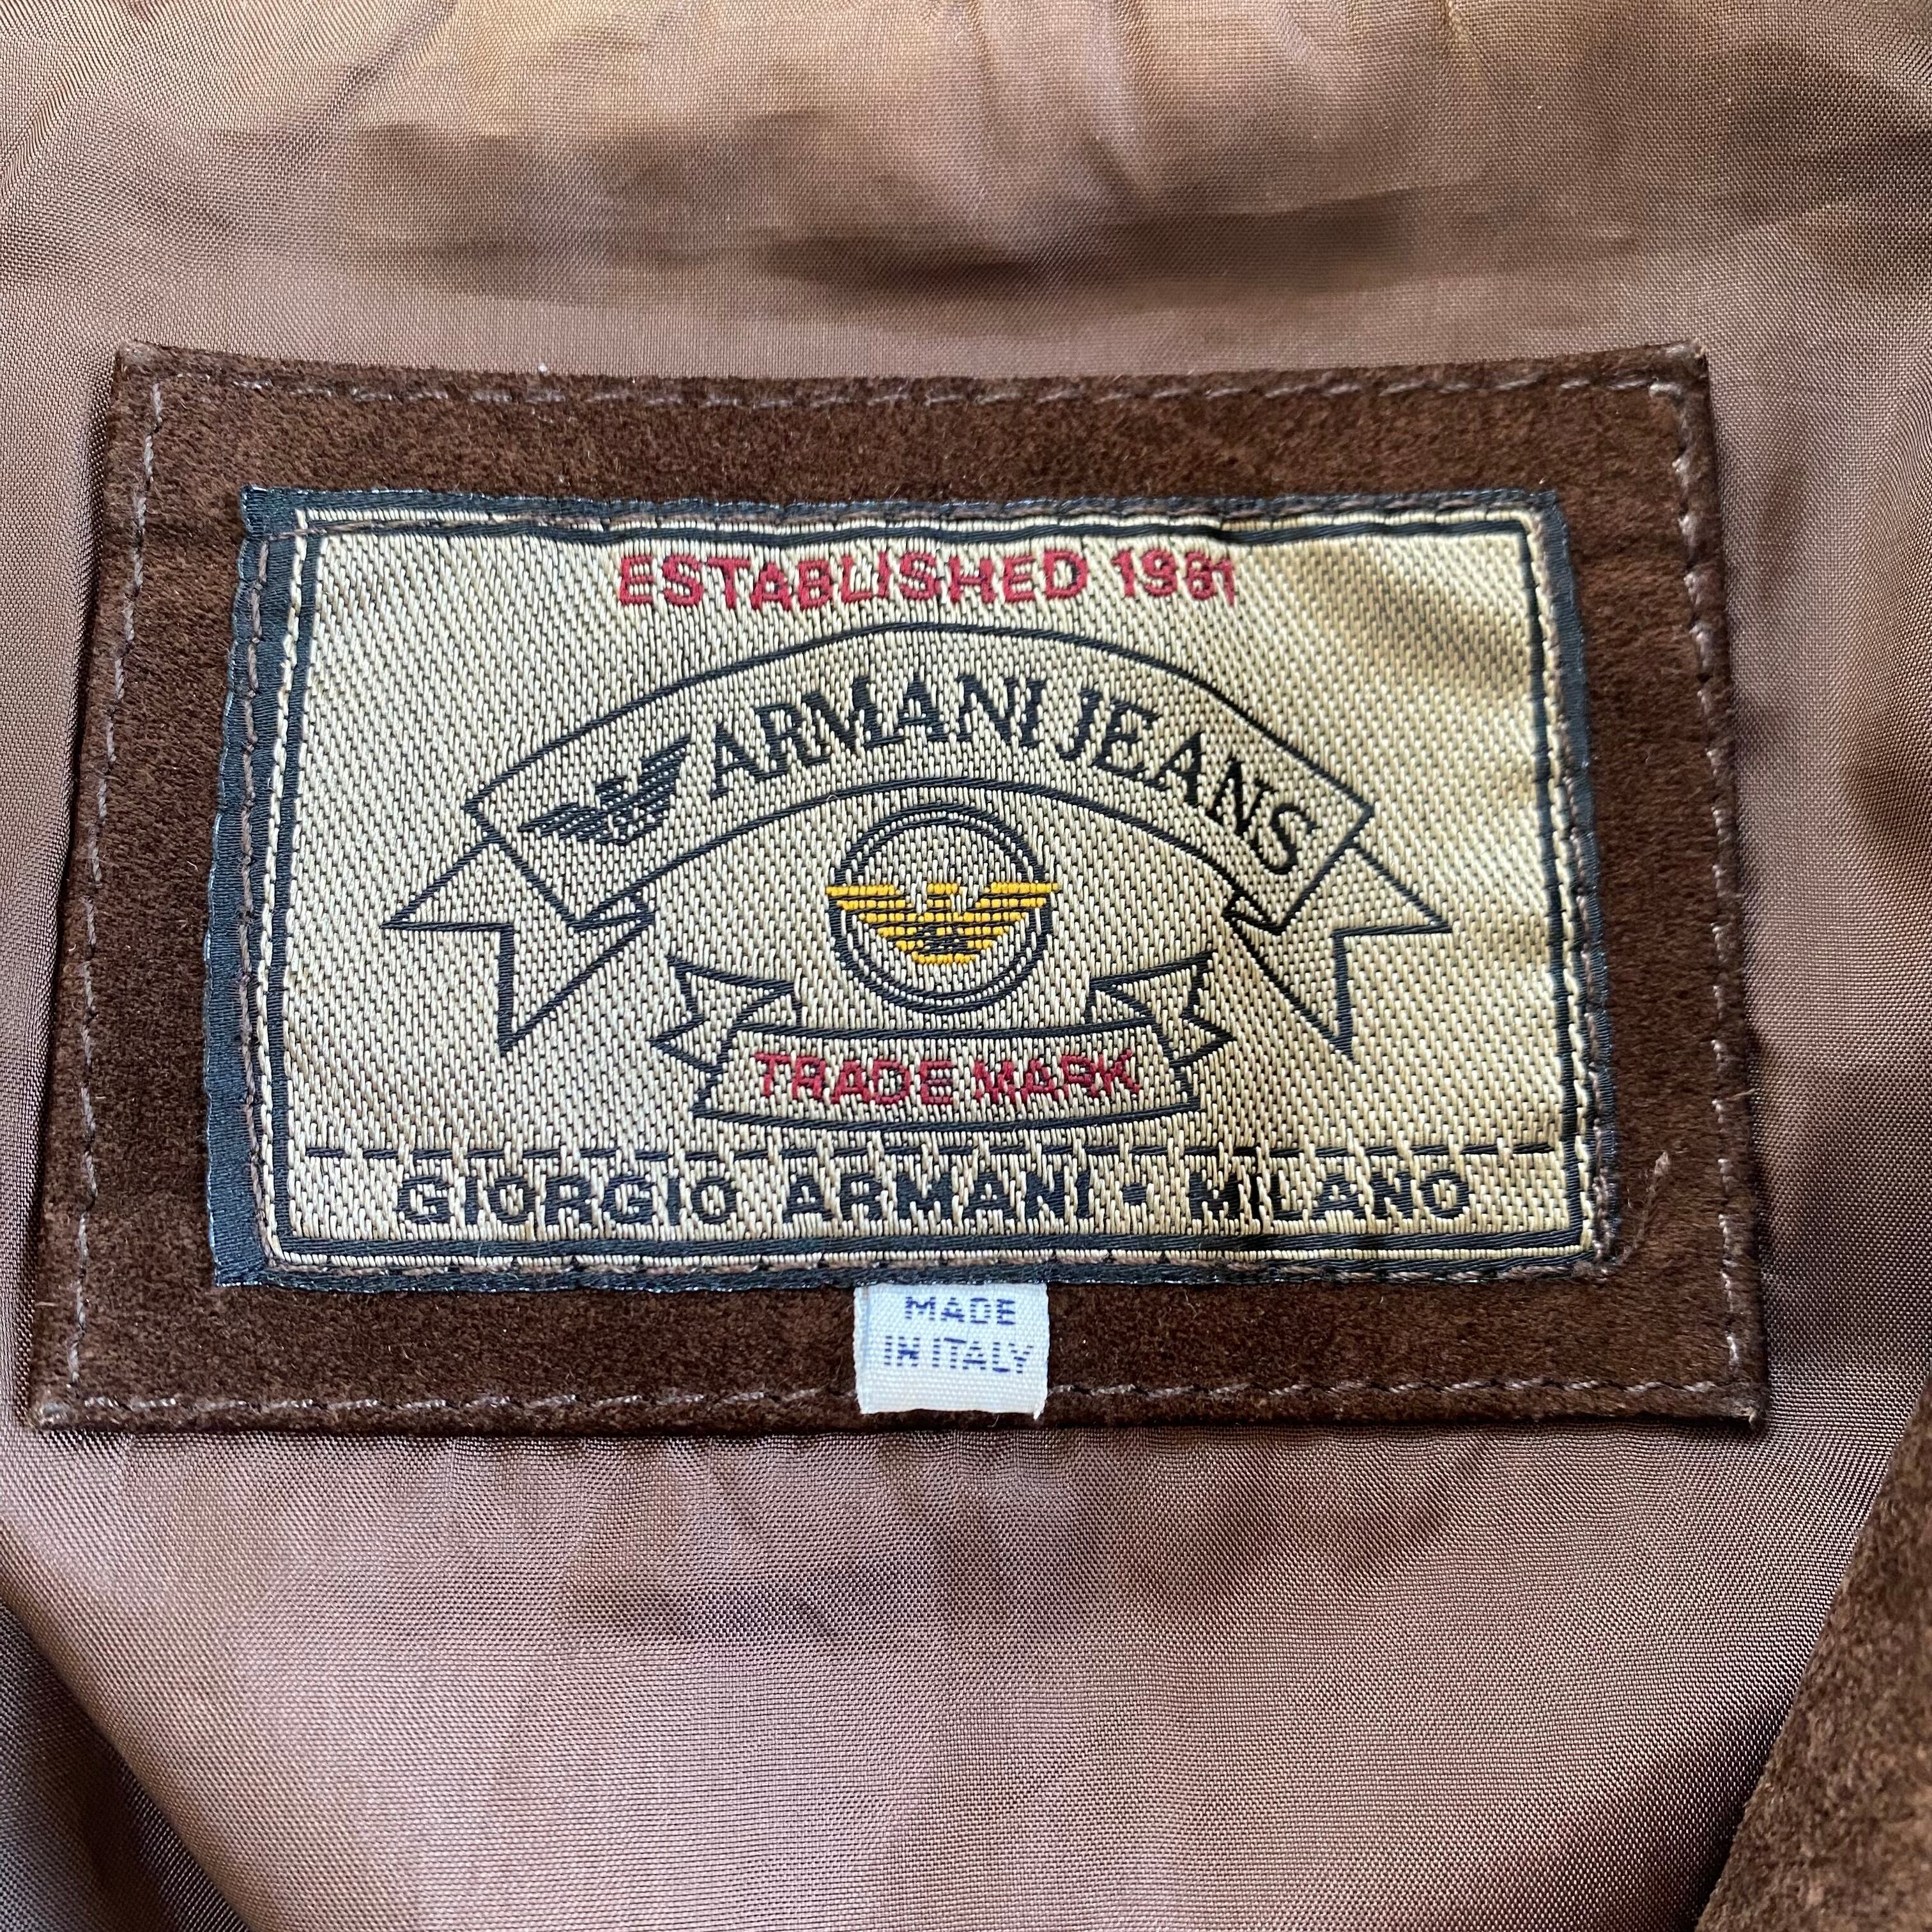 ESTABLISHED 1981
ARMANI JEANS
TRADE MARK
GIORGIO ARMANI • MILANO
MADE
IN ITALY